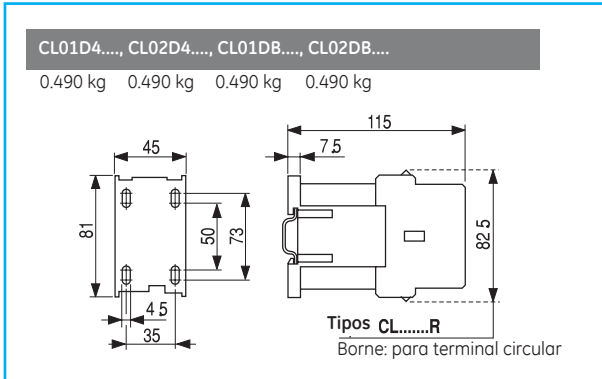 CL01D4...., CL02D4...., CL01DB...., CL02DB....
0.490 kg 0.490 kg 0.490 kg 0.490 kg
115
45
7.5
81
50
73
82 5
4 5
35
Tipos CL.......R
Borne: para terminal circular